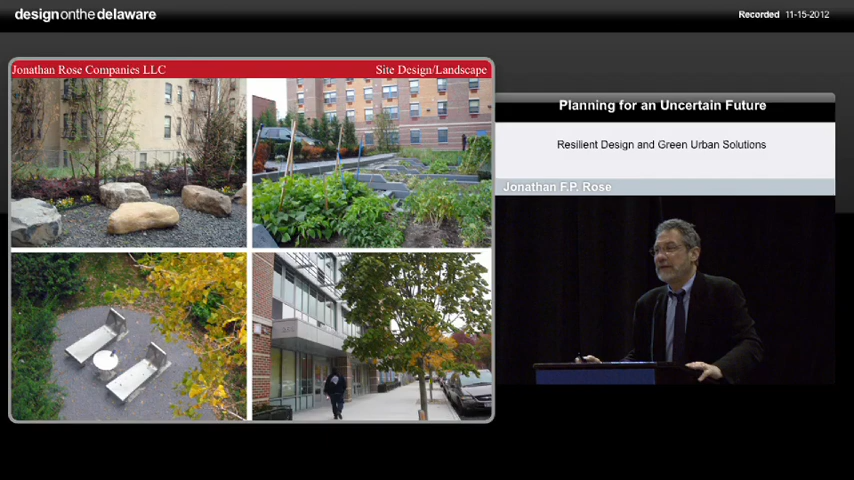 designonthedelaware
Recorded 11-15-2012
Jonathan Rose Companies LLC
Site Design/Landscape
Planning for an Uncertain Future
Resilient Design and Green Urban Solutions
Jonathan F.P. Rose